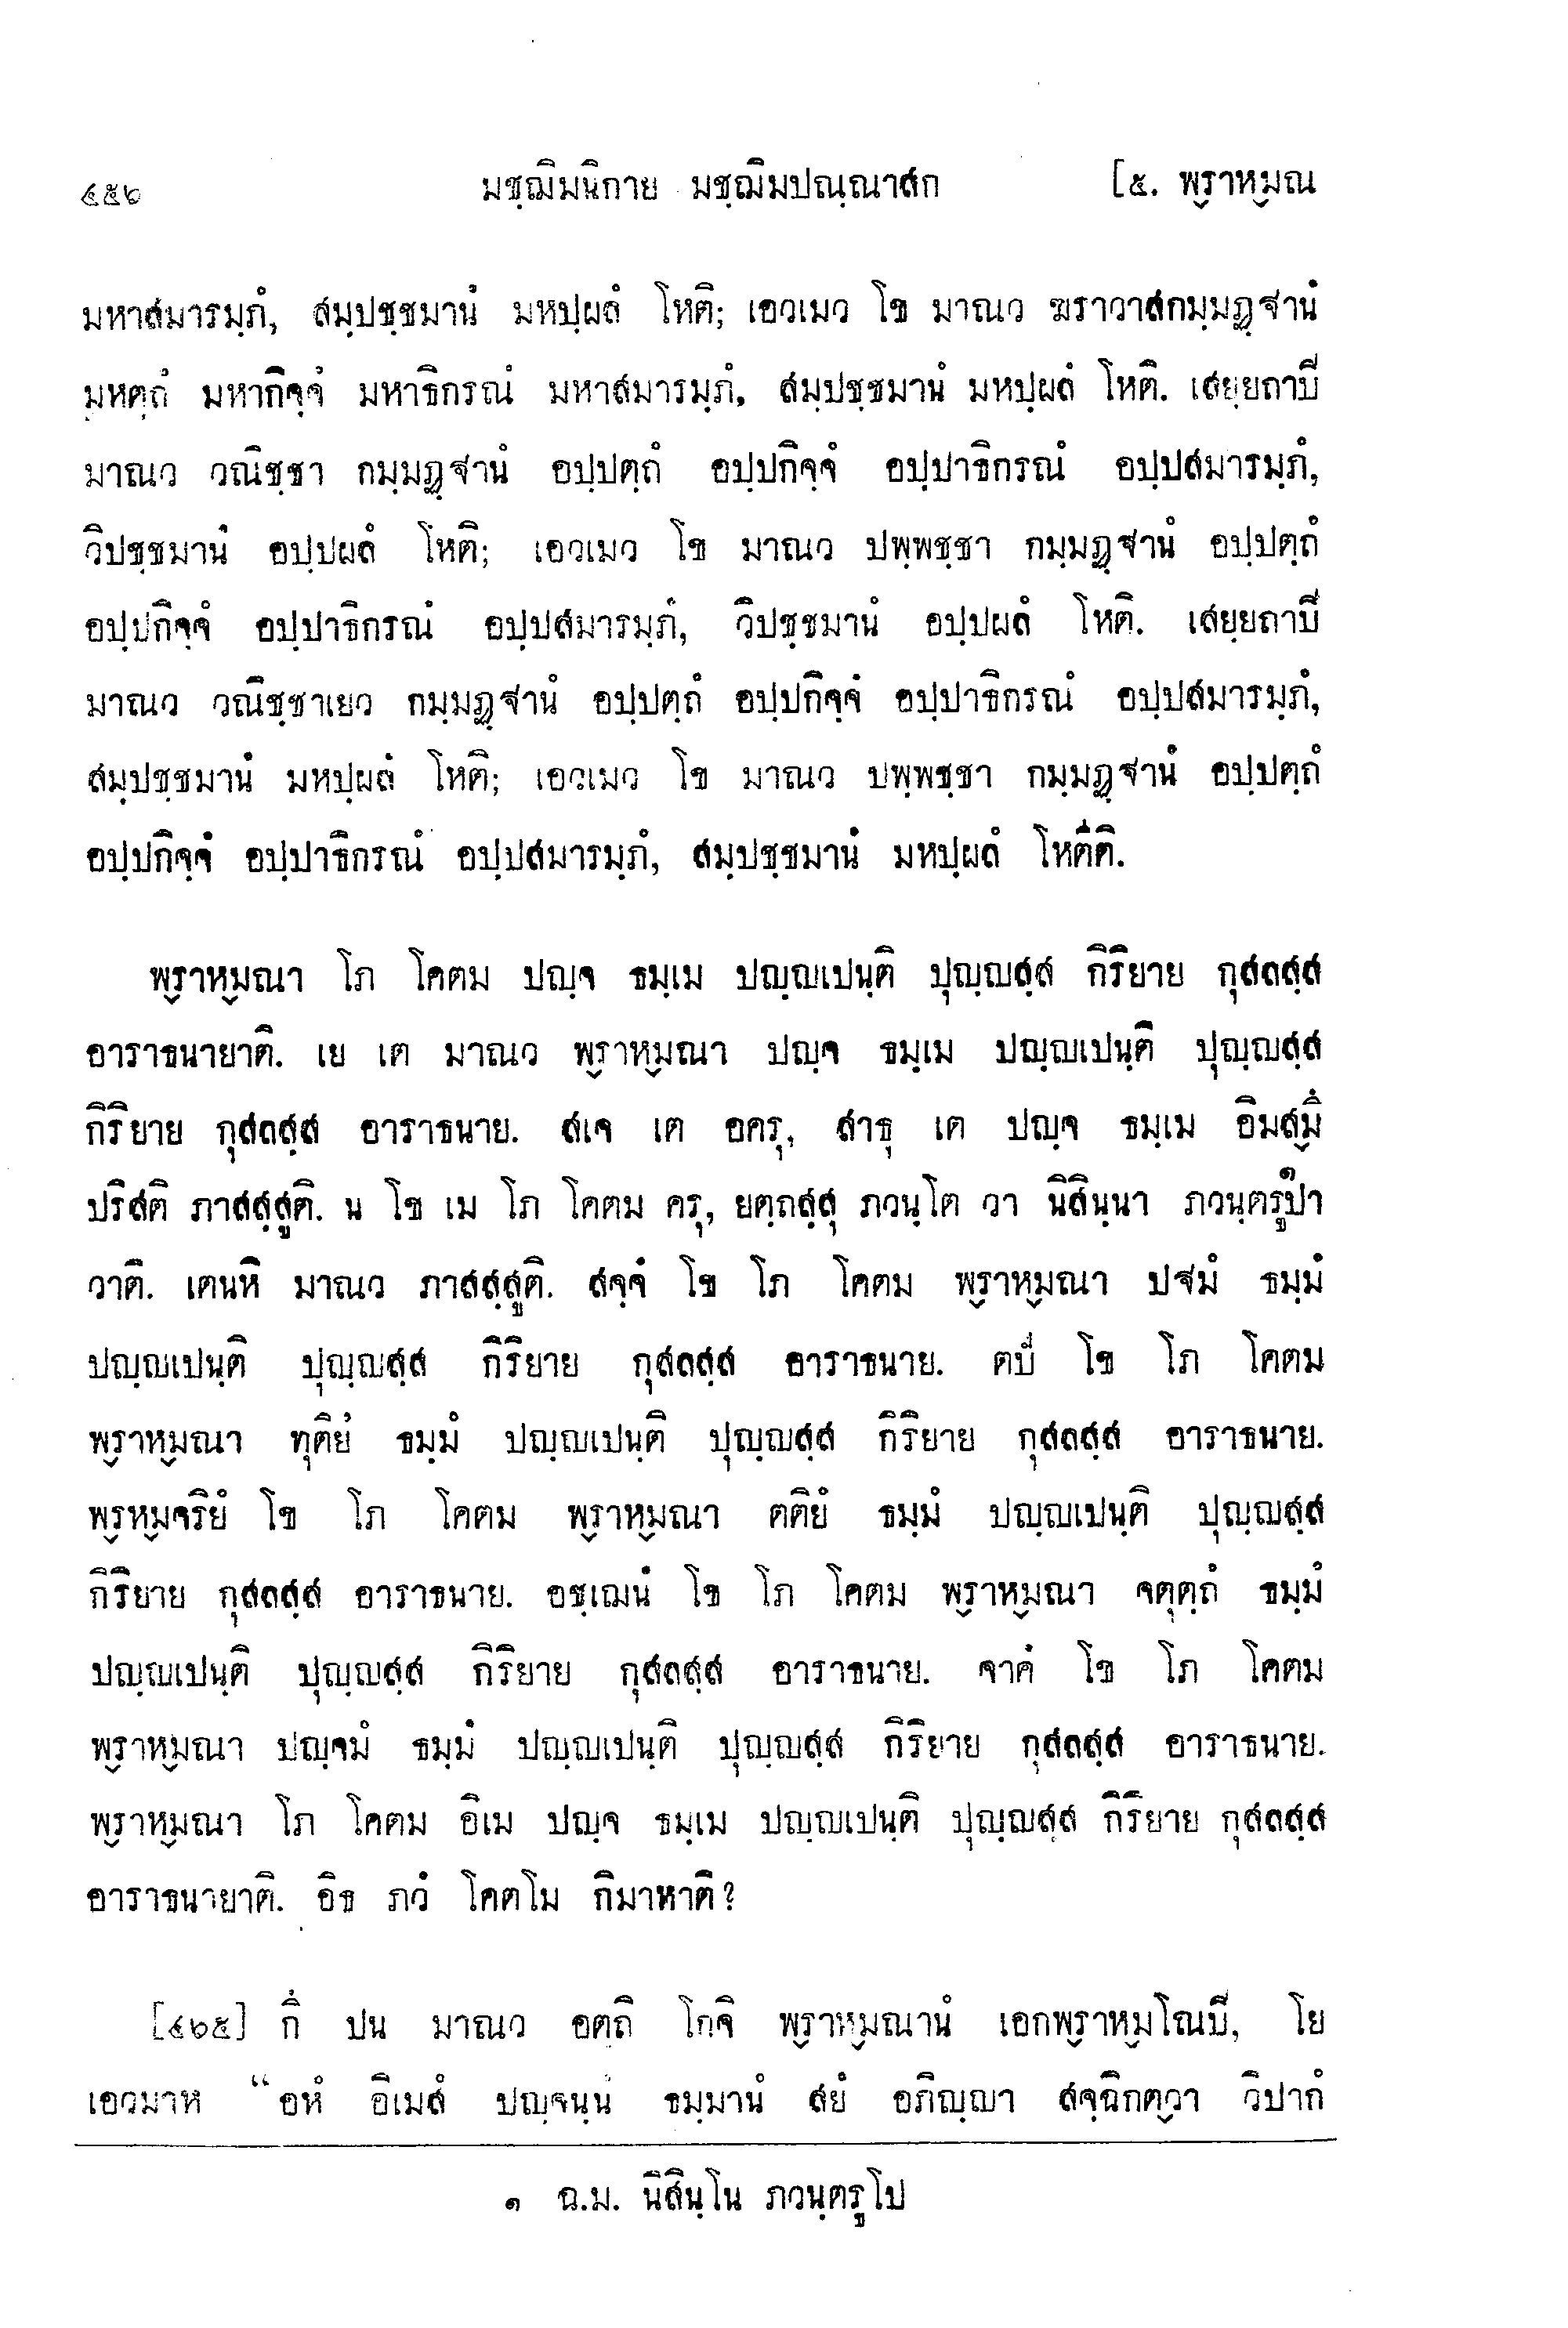 ๔๕๖ มชฺฌิมนิกาย มชฺฌิมปณฺณาสก [๕. พฺราหฺมณ
มหาสมารมฺภํ, สมฺปชฺชมานํ มหปฺผลํ โหติ; เอวเมว โข มาณว ฆราวาสกมฺมฏฺฐานํ
มหตฺถํ มหากิจฺจํ มหาธิกรณํ มหาสมารมฺภํ, สมฺปชฺชมานํ มหปฺผลํ โหติ. เสยฺยถาปิ
มาณว วณิชฺชา กมฺมฏฺฐานํ อปฺปตฺถํ อปฺปกิจฺจํ อปฺปาธิกรณํ อปฺปสมารมฺภํ,
วิปชฺชมานํ อปฺปผลํ โหติ; เอวเมว โข มาณว ปพฺพชฺชา กมฺมฏฺฐานํ อปฺปตฺถํ
อปฺปกิจฺจํ อปฺปาธิกรณํ อปฺปสมารมฺภํ, วิปชฺชมานํ อปฺปผลํ โหติ. เสยฺยถาปิ
มาณว วณิชฺชาเยว กมฺมฏฺฐานํ อปฺปตฺถํ อปฺปกิจฺจํ อปฺปาธิกรณํ อปฺปสมารมฺภํ,
สมฺปชฺชมานํ มหปฺผลํ โหติ; เอวเมว โข มาณว ปพฺพชฺชา กมฺมฏฺฐานํ อปฺปตฺถํ
อปฺปกิจฺจํ อปฺปาธิกรณํ อปฺปสมารมฺภํ, สมฺปชฺชมานํ มหปฺผลํ โหตีติ.
พฺราหฺมณา โภ โคตม ปญฺจ ธมฺเม ปญฺญเปนฺติ ปุญฺญสฺส กิริยาย กุสลสฺส
อาราธนายาติ. เย เต มาณว พฺราหฺมณา ปญฺจ ธมฺเม ปญฺญเปนฺติ ปุญฺญสฺส
กิริยาย กุสลสฺส อาราธนาย. สเจ เต อครุ, สาธุ เต ปญฺจ ธมฺเม อิมสฺมึ
ปริสติ ภาสสฺสูติ. น โข เม โภ โคตม ครุ, ยตฺถสฺสุ ภวนฺโต วา นิสินฺนา ภวนฺตรูปา๑
วาติ. เตนหิ มาณว ภาสสฺสูติ. สจฺจํ โข โภ โคตม พฺราหฺมณา ปฐมํ ธมฺมํ
ปญฺญเปนฺติ ปุญฺญสฺส กิริยาย กุสลสฺส อาราธนาย. ตปํ โข โภ โคตม
พฺราหฺมณา ทุติยํ ธมฺมํ ปญฺญเปนฺติ ปุญฺญสฺส กิริยาย กุสลสฺส อาราธนาย.
พฺรหฺมจริยํ โข โภ โคตม พฺราหฺมณา ตติยํ ธมฺมํ ปญฺญเปนฺติ ปุญฺญสฺส
กิริยาย กุสลสฺส อาราธนาย. อชฺเฌนํ โข โภ โคตม พฺราหฺมณา จตุตฺถํ ธมฺมํ
ปญฺญเปนฺติ ปุญฺญสฺส กิริยาย กุสลสฺส อาราธนาย. จาคํ โข โภ โคตม
พฺราหฺมณา ปญฺจมํ ธมฺมํ ปญฺญเปนฺติ ปุญฺญสฺส กิริยาย กุสลสฺส อาราธนาย.
พฺราหฺมณา โภ โคตม อิเม ปญฺจ ธมฺเม ปญฺญเปนฺติ ปุญฺญสฺส กิริยาย กุสลสฺส
อาราธนายาติ. อิธ ภวํ โคตโม กิมาหาติ?
[๔๖๕] กึ ปน มาณว อตฺถิ โกจิ พฺราหฺมณานํ เอกพฺราหฺมโณปิ, โย
เอวมาห “อหํ อิเมสํ ปญฺจนฺนํ ธมฺมานํ สยํ อภิญฺญา สจฺฉิกตฺวา วิปากํ
๑ ฉ.ม. นิสินฺโน ภวนฺตรูโป